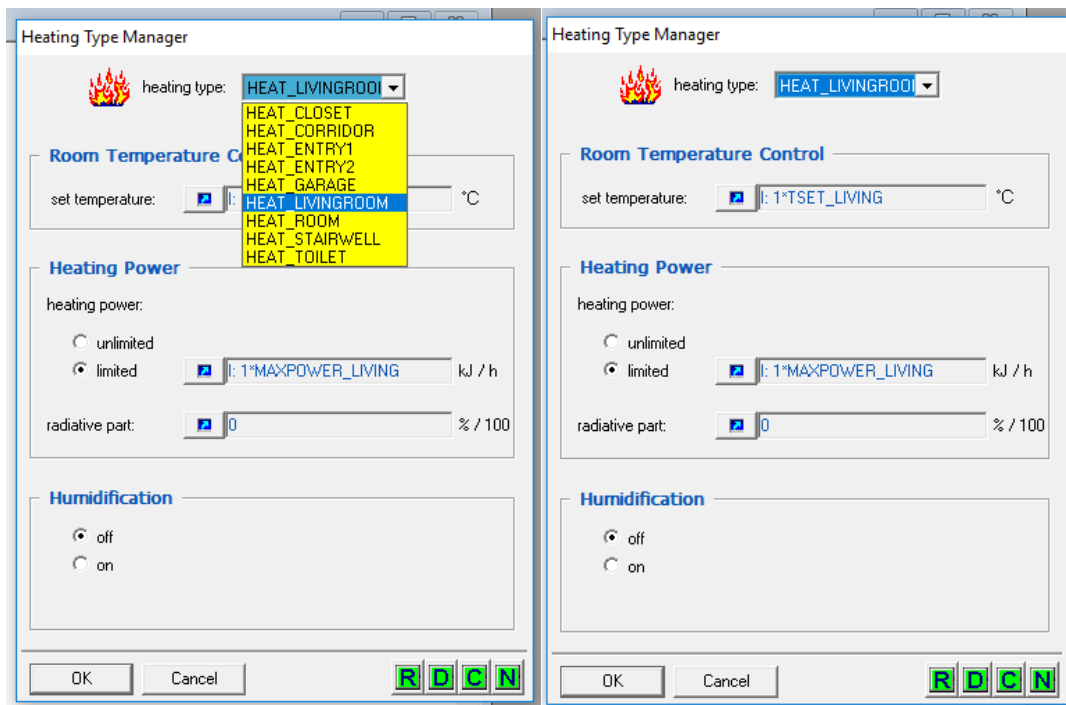 Heating Type Manager
heating type: HEAT_LIVINGROOI
HEAT_CLOSET
HEAT_CORRIDOR
HEAT_ENTRY1
HEAT_ENTRY2
HEAT_GARAGE
HEAT_LIVINGROOM
HEAT_ROOM
HEAT_STAIRWELL
HEAT_TOILET
Room Temperature C
set temperature: I: °C
Heating Power
heating power:
unlimited
limited I: 1*MAXPOWER_LIVING kJ / h
radiative part: 0 % / 100
Humidification
off
on
OK Cancel R D C N
Heating Type Manager
heating type: HEAT_LIVINGROOI
Room Temperature Control
set temperature: I: 1*TSET_LIVING °C
Heating Power
heating power:
unlimited
limited I: 1*MAXPOWER_LIVING kJ / h
radiative part: 0 % / 100
Humidification
off
on
OK Cancel R D C N